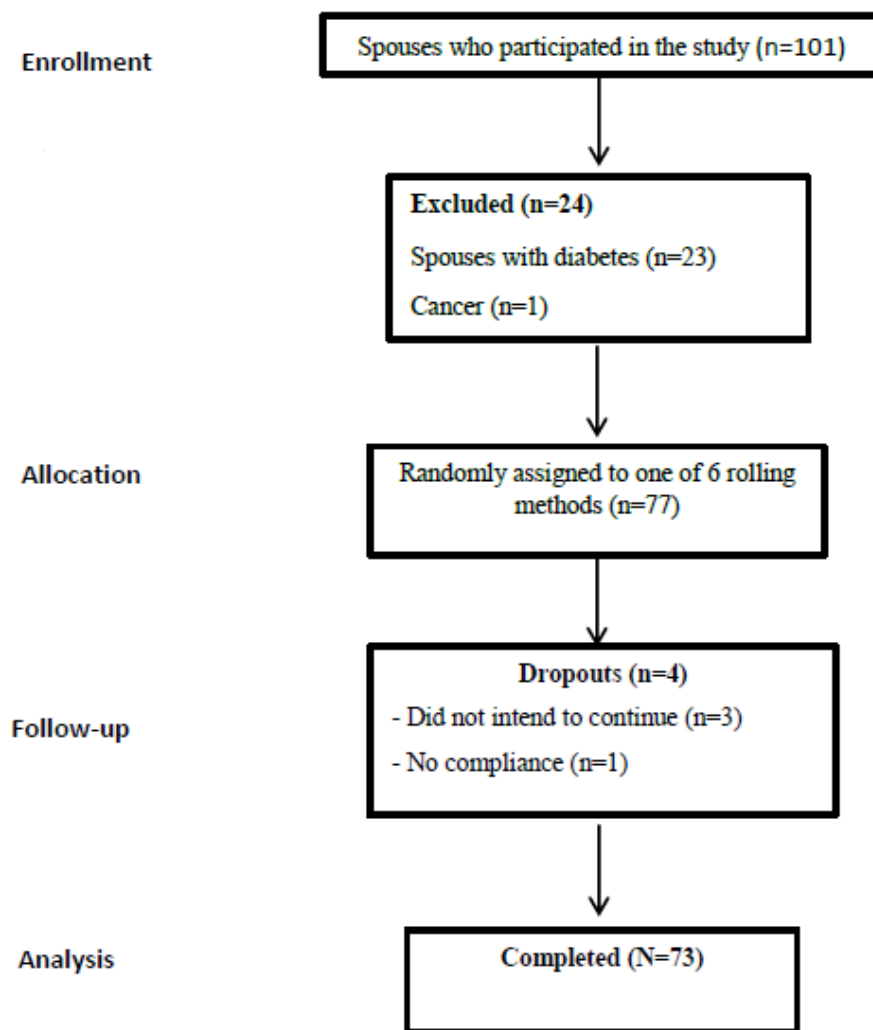 Enrollment
Spouses who participated in the study (n=101)
Excluded (n=24)
Spouses with diabetes (n=23)
Cancer (n=1)
Allocation
Randomly assigned to one of 6 rolling
methods (n=77)
Follow-up
Dropouts (n=4)
- Did not intend to continue (n=3)
- No compliance (n=1)
Analysis
Completed (N=73)